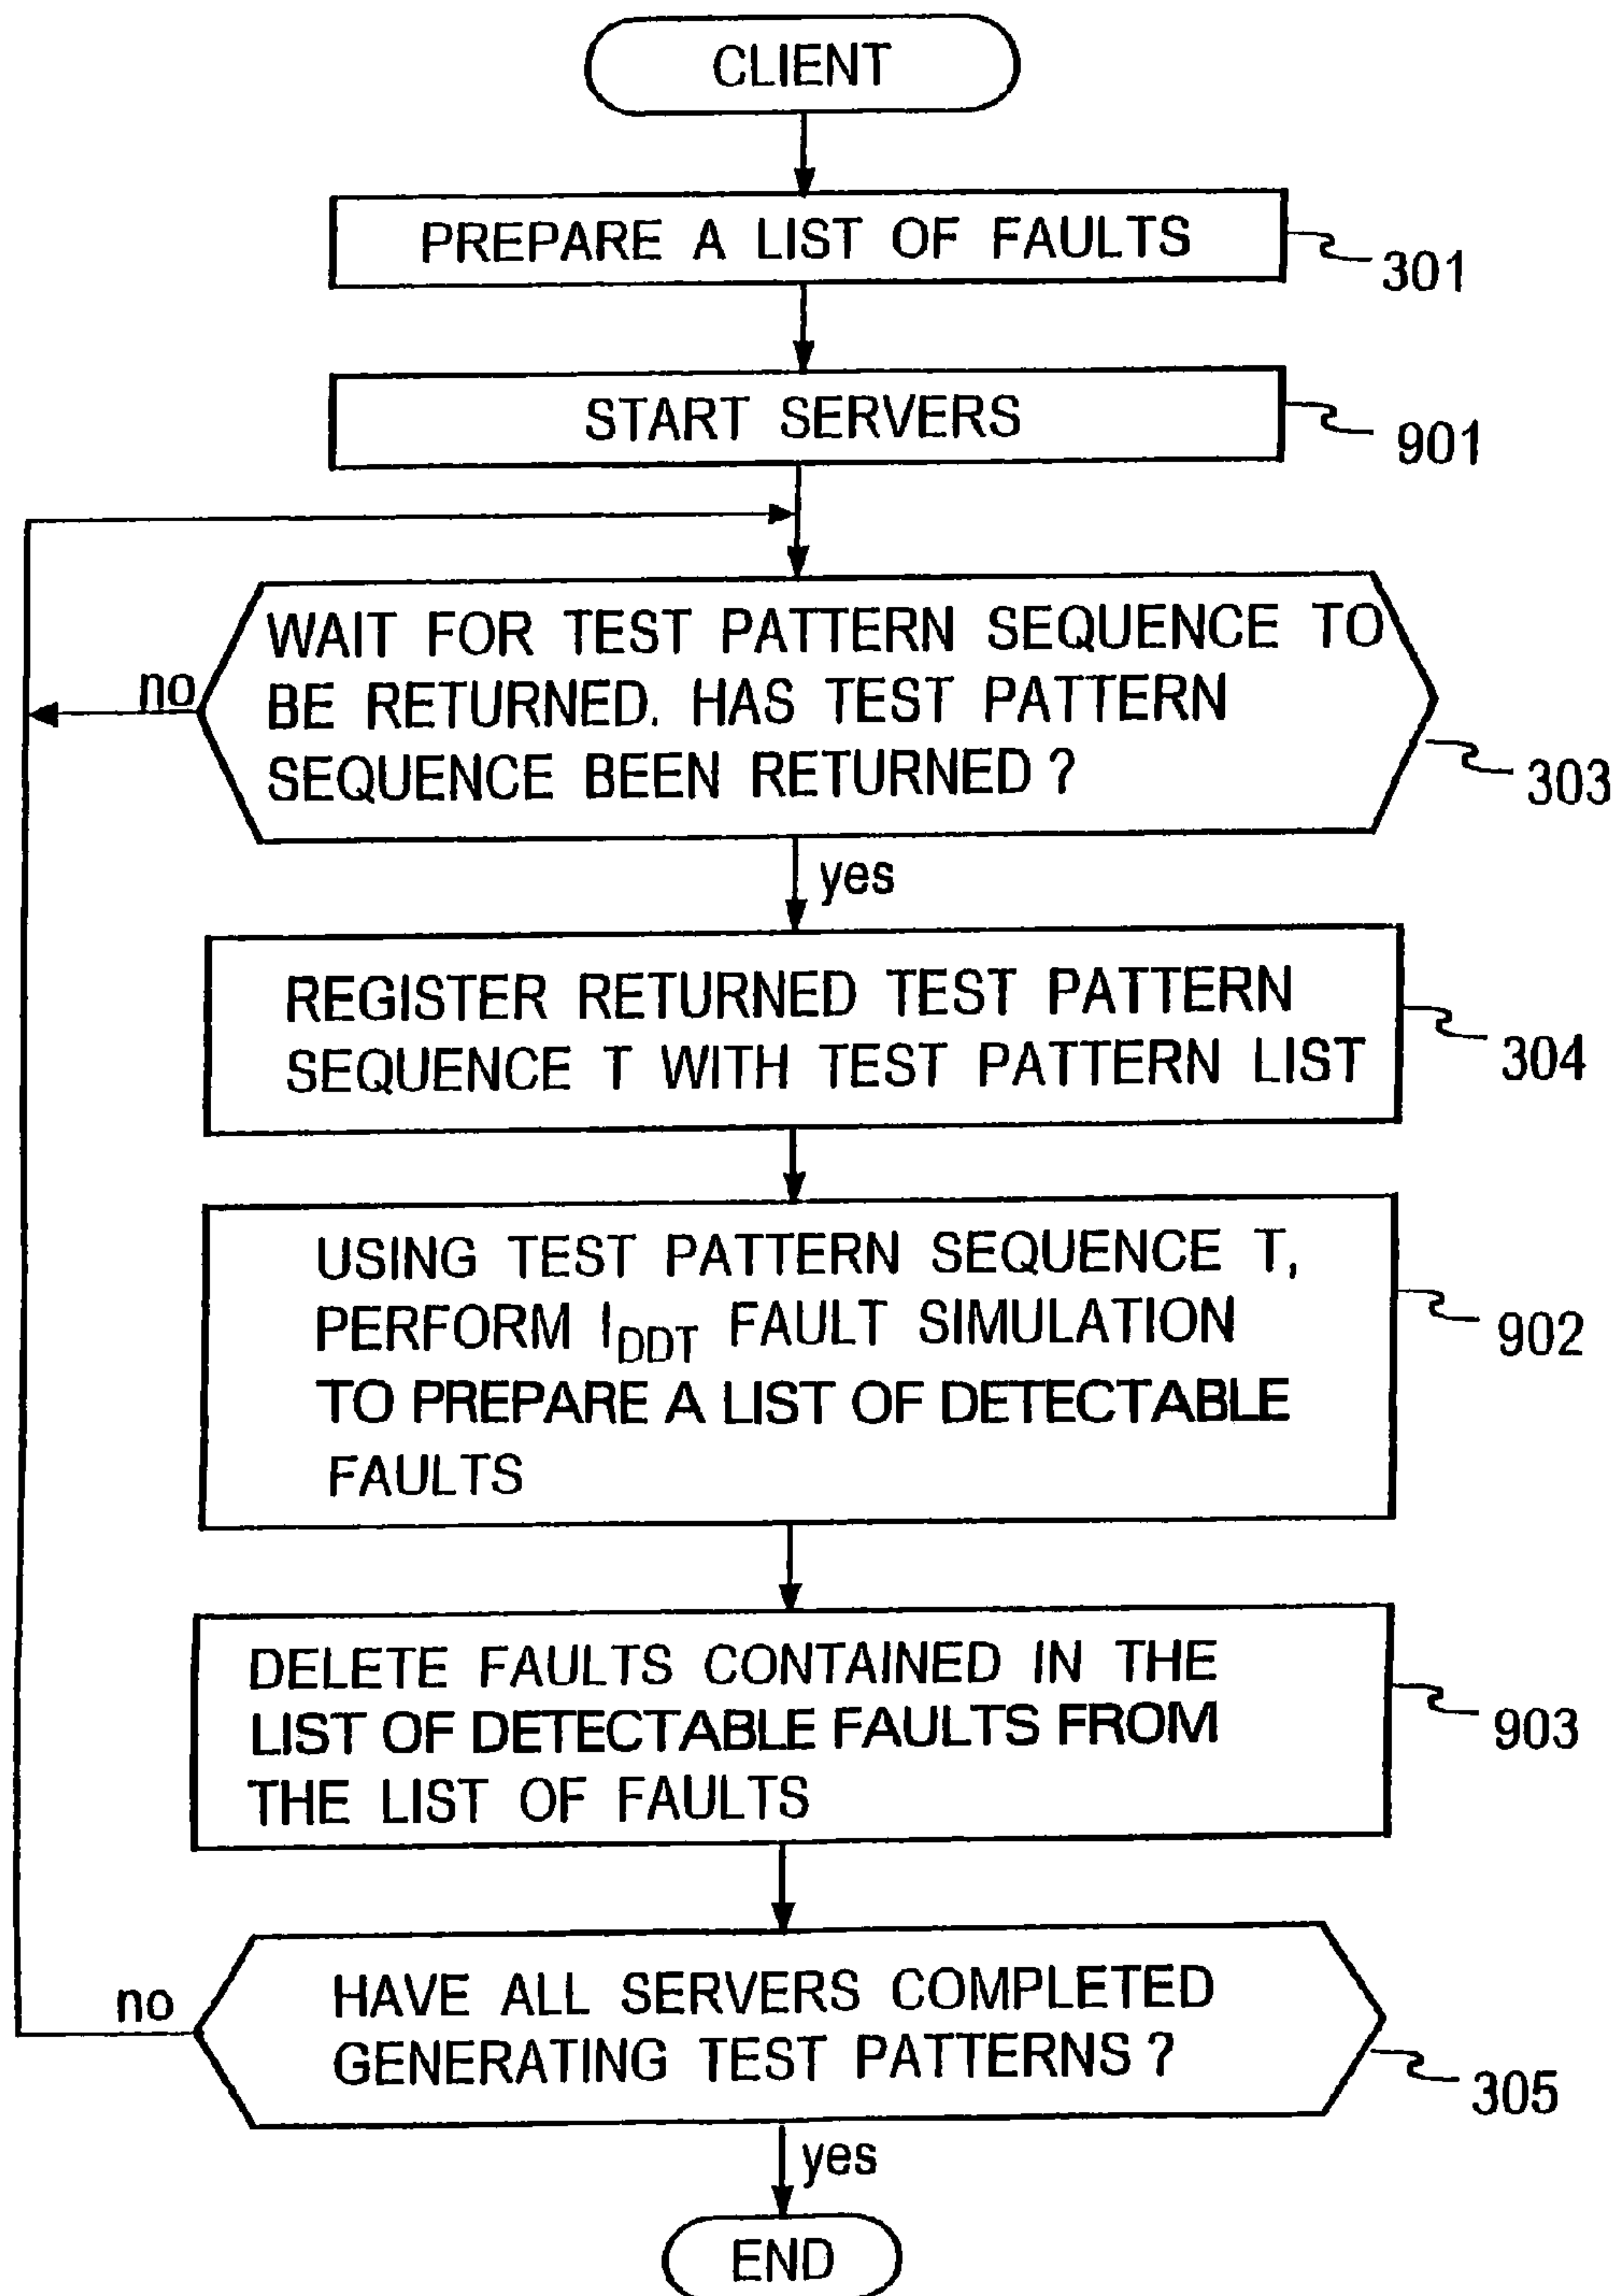 CLIENT
PREPARE A LIST OF FAULTS
301
START SERVERS
901
WAIT FOR TEST PATTERN SEQUENCE TO
BE RETURNED. HAS TEST PATTERN
SEQUENCE BEEN RETURNED?
no
303
yes
REGISTER RETURNED TEST PATTERN
SEQUENCE T WITH TEST PATTERN LIST
304
USING TEST PATTERN SEQUENCE T,
PERFORM IDDT FAULT SIMULATION
TO PREPARE A LIST OF DETECTABLE
FAULTS
902
DELETE FAULTS CONTAINED IN THE
LIST OF DETECTABLE FAULTS FROM
THE LIST OF FAULTS
903
no
HAVE ALL SERVERS COMPLETED
GENERATING TEST PATTERNS?
305
yes
END